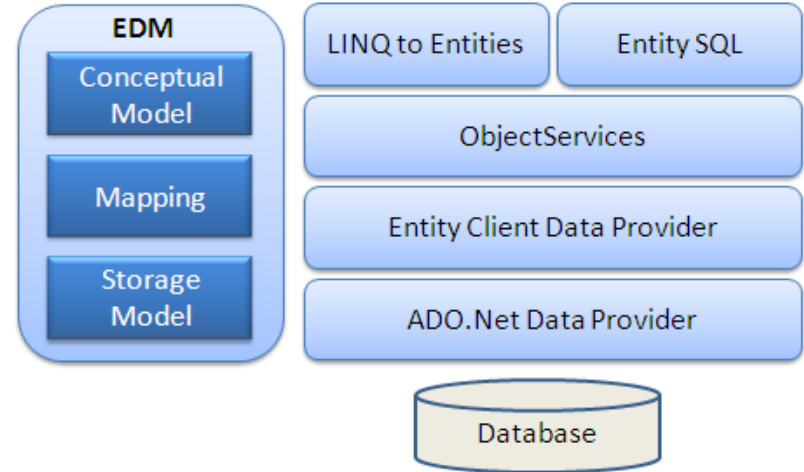 EDM
Conceptual
Model
Mapping
Storage
Model
LINQ to Entities
Entity SQL
ObjectServices
Entity Client Data Provider
ADO.Net Data Provider
Database